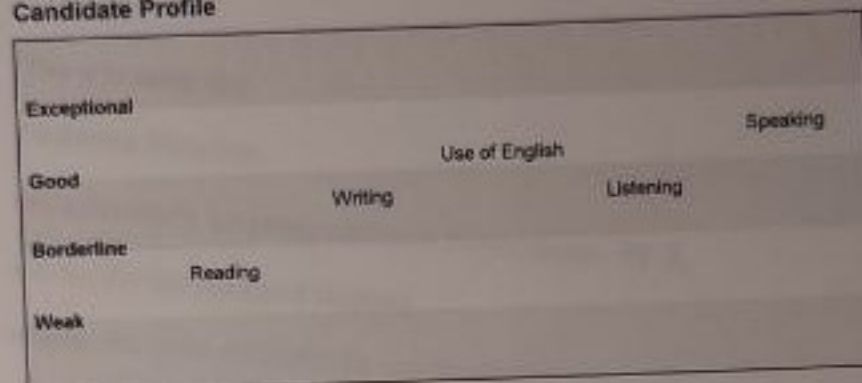 Candidate Profile
Exceptional
Speaking
Use of English
Good
Writing
Listening
Borderline
Reading
Weak